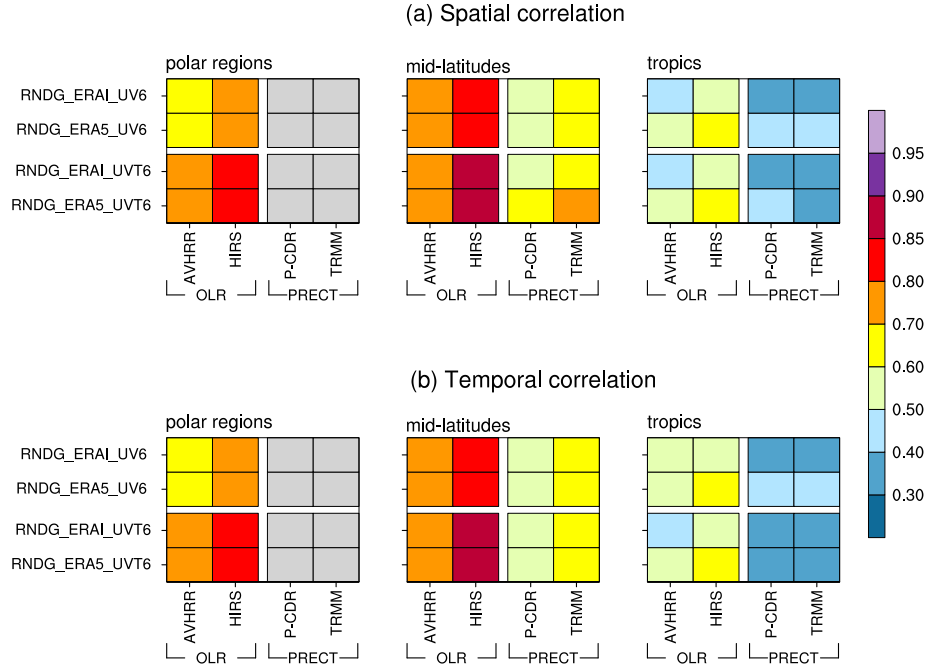 (a) Spatial correlation
polar regions
mid-latitudes
tropics
RNDG_ERAI_UV6
RNDG_ERA5_UV6
RNDG_ERAI_UVT6
RNDG_ERA5_UVT6
AVHRR
HIRS
P-CDR
TRMM
OLR
PRECT
AVHRR
HIRS
P-CDR
TRMM
OLR
PRECT
AVHRR
HIRS
P-CDR
TRMM
OLR
PRECT
0.95
0.90
0.85
0.80
0.70
0.60
0.50
0.40
0.30
(b) Temporal correlation
polar regions
mid-latitudes
tropics
RNDG_ERAI_UV6
RNDG_ERA5_UV6
RNDG_ERAI_UVT6
RNDG_ERA5_UVT6
AVHRR
HIRS
P-CDR
TRMM
OLR
PRECT
AVHRR
HIRS
P-CDR
TRMM
OLR
PRECT
AVHRR
HIRS
P-CDR
TRMM
OLR
PRECT